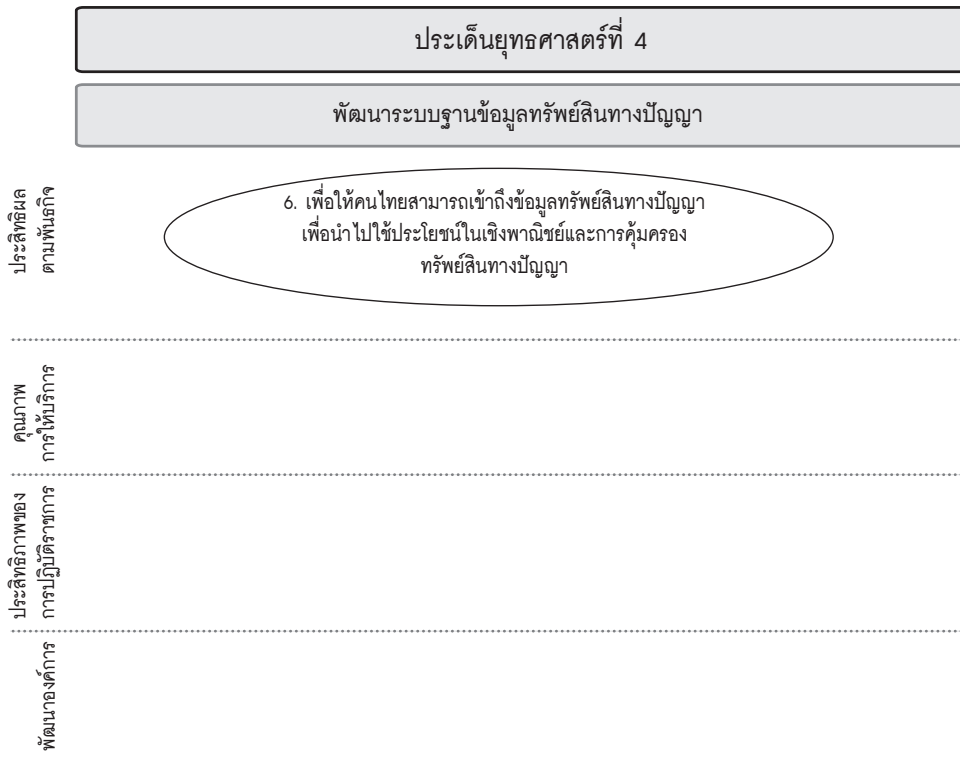 ประเด็นยุทธศาสตร์ที่ 4
พัฒนาระบบฐานข้อมูลทรัพย์สินทางปัญญา
ประสิทธิผล
ตามพันธกิจ
6. เพื่อให้คนไทยสามารถเข้าถึงข้อมูลทรัพย์สินทางปัญญา
เพื่อนำไปใช้ประโยชน์ในเชิงพาณิชย์และการคุ้มครอง
ทรัพย์สินทางปัญญา
คุณภาพ
การให้บริการ
ประสิทธิภาพของ
การปฏิบัติราชการ
พัฒนาองค์การ